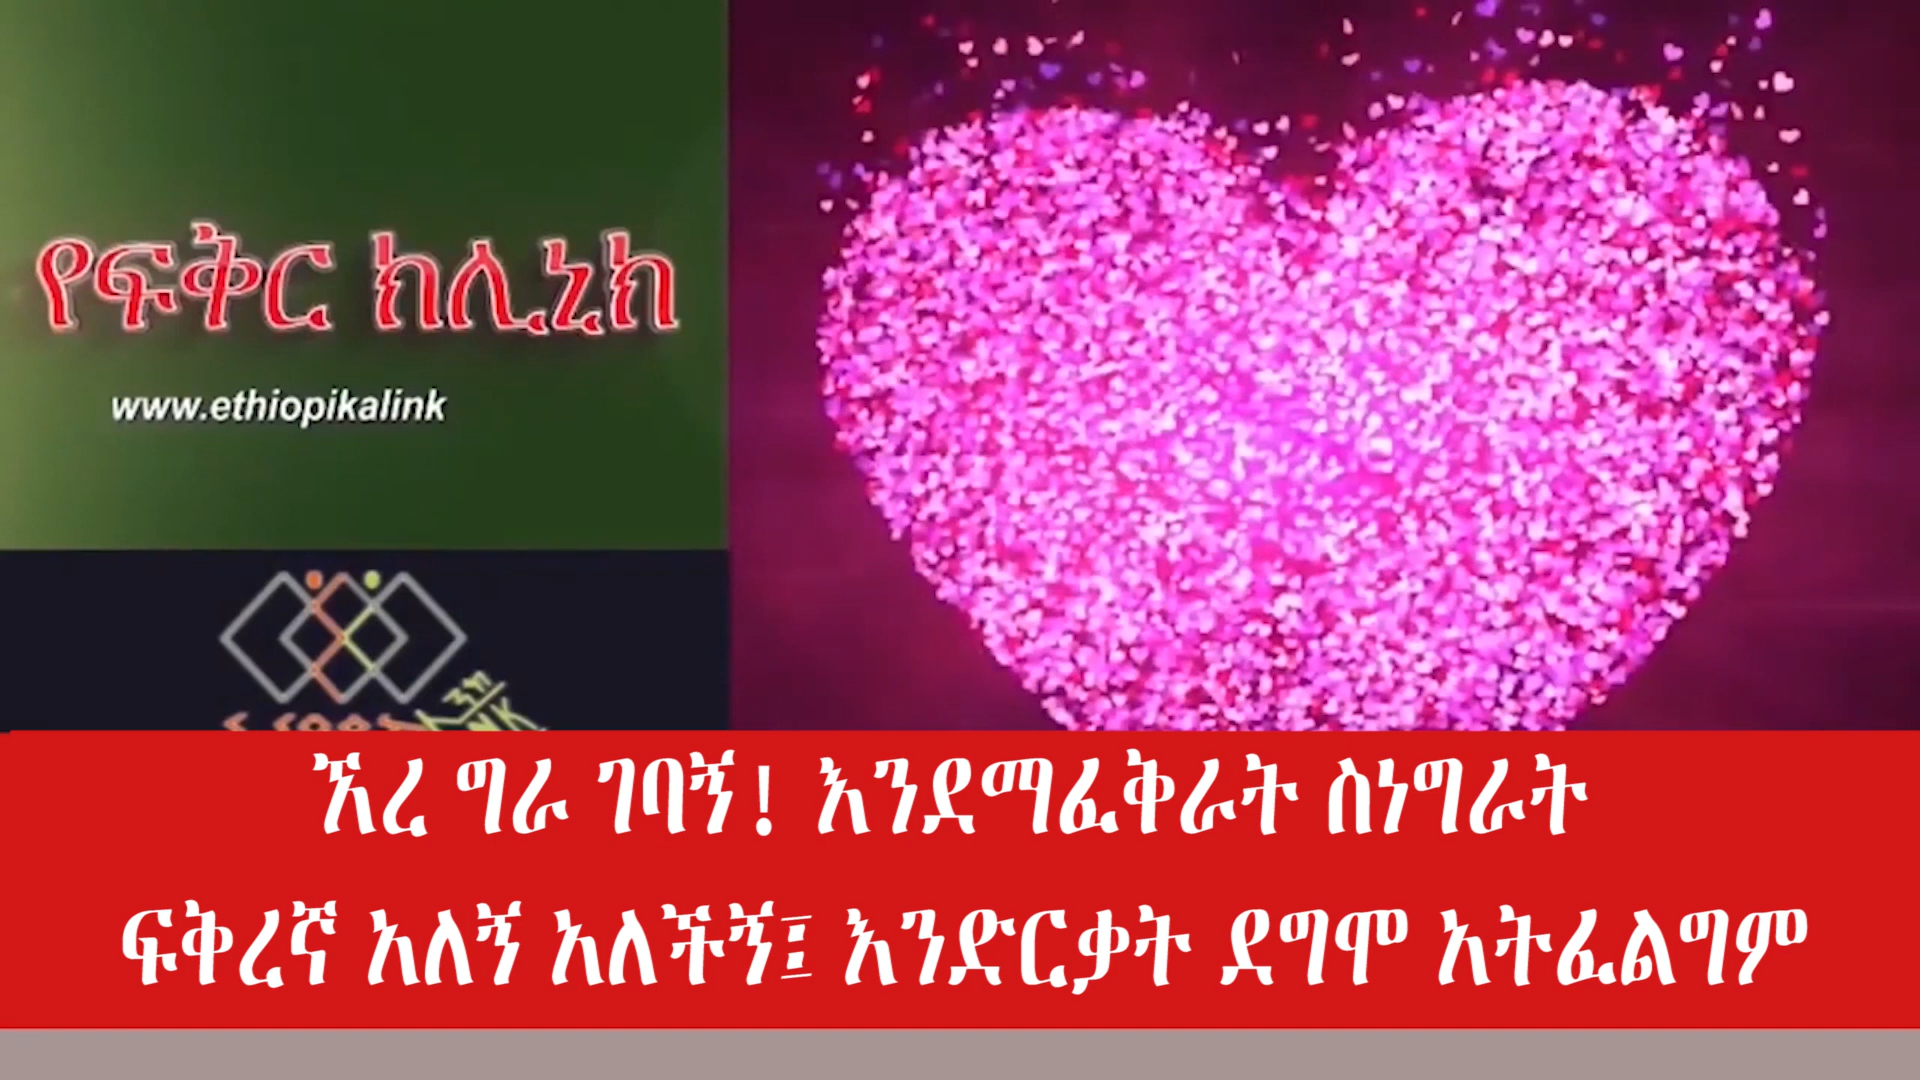 የፍቅር ክሊኒክ
www.ethiopikalink
ኧረ ግራ ገባኝ! እንደማፈቅራት ስነግራት
ፍቅረኛ አለኝ አለችኝ፤ እንድርቃት ደግሞ አትፈልግም